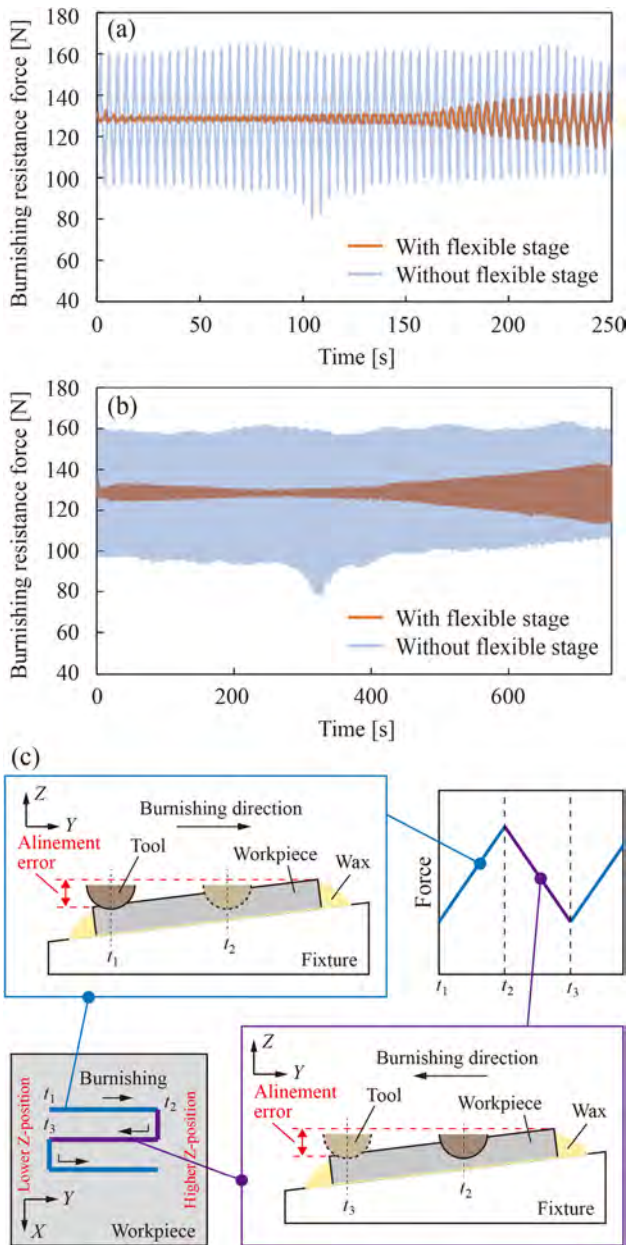 (a)
Burnishing resistance force [N]
180
160
140
120
100
80
60
40
0
50
100
150
200
250
With flexible stage
Without flexible stage
Time [s]
(b)
Burnishing resistance force [N]
180
160
140
120
100
80
60
40
0
200
400
600
With flexible stage
Without flexible stage
Time [s]
(c)
Z
Y
Burnishing direction
Alinement
error
Tool
Workpiece
Wax
t1
t2
Fixture
Force
t1
t2
t3
t1
Burnishing
t2
t3
Lower Z-position
Higher Z-position
Y
X
Workpiece
Z
Y
Burnishing direction
Alinement
error
Tool
Workpiece
Wax
t3
t2
Fixture